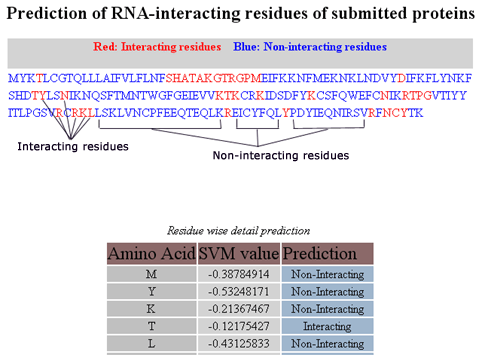 Prediction of RNA-interacting residues of submitted proteins
Red: Interacting residues Blue: Non-interacting residues
MYKTLCGTQLLLAIFVLFLNFSHATAKGTRGPMEIFKKNFMEKNKLNDVYDIFKFLYNKF
SHDTYLSNIKNQSFTMNTWGFGEIEVVKTKCRKIDSDFYKCSFQWEFCNIKRTPGVTIYY
ITLPGSVRCRKLLSKLVNCPFEEQTEQLKREICYFQLYPDYIEQNIRSVRFNCYTK
Interacting residues
Non-interacting residues
Residue wise detail prediction
Amino Acid SVM value Prediction
M -0.38784914 Non-Interacting
Y -0.53248171 Non-Interacting
K -0.21367467 Non-Interacting
T -0.12175427 Interacting
L -0.43125833 Non-Interacting